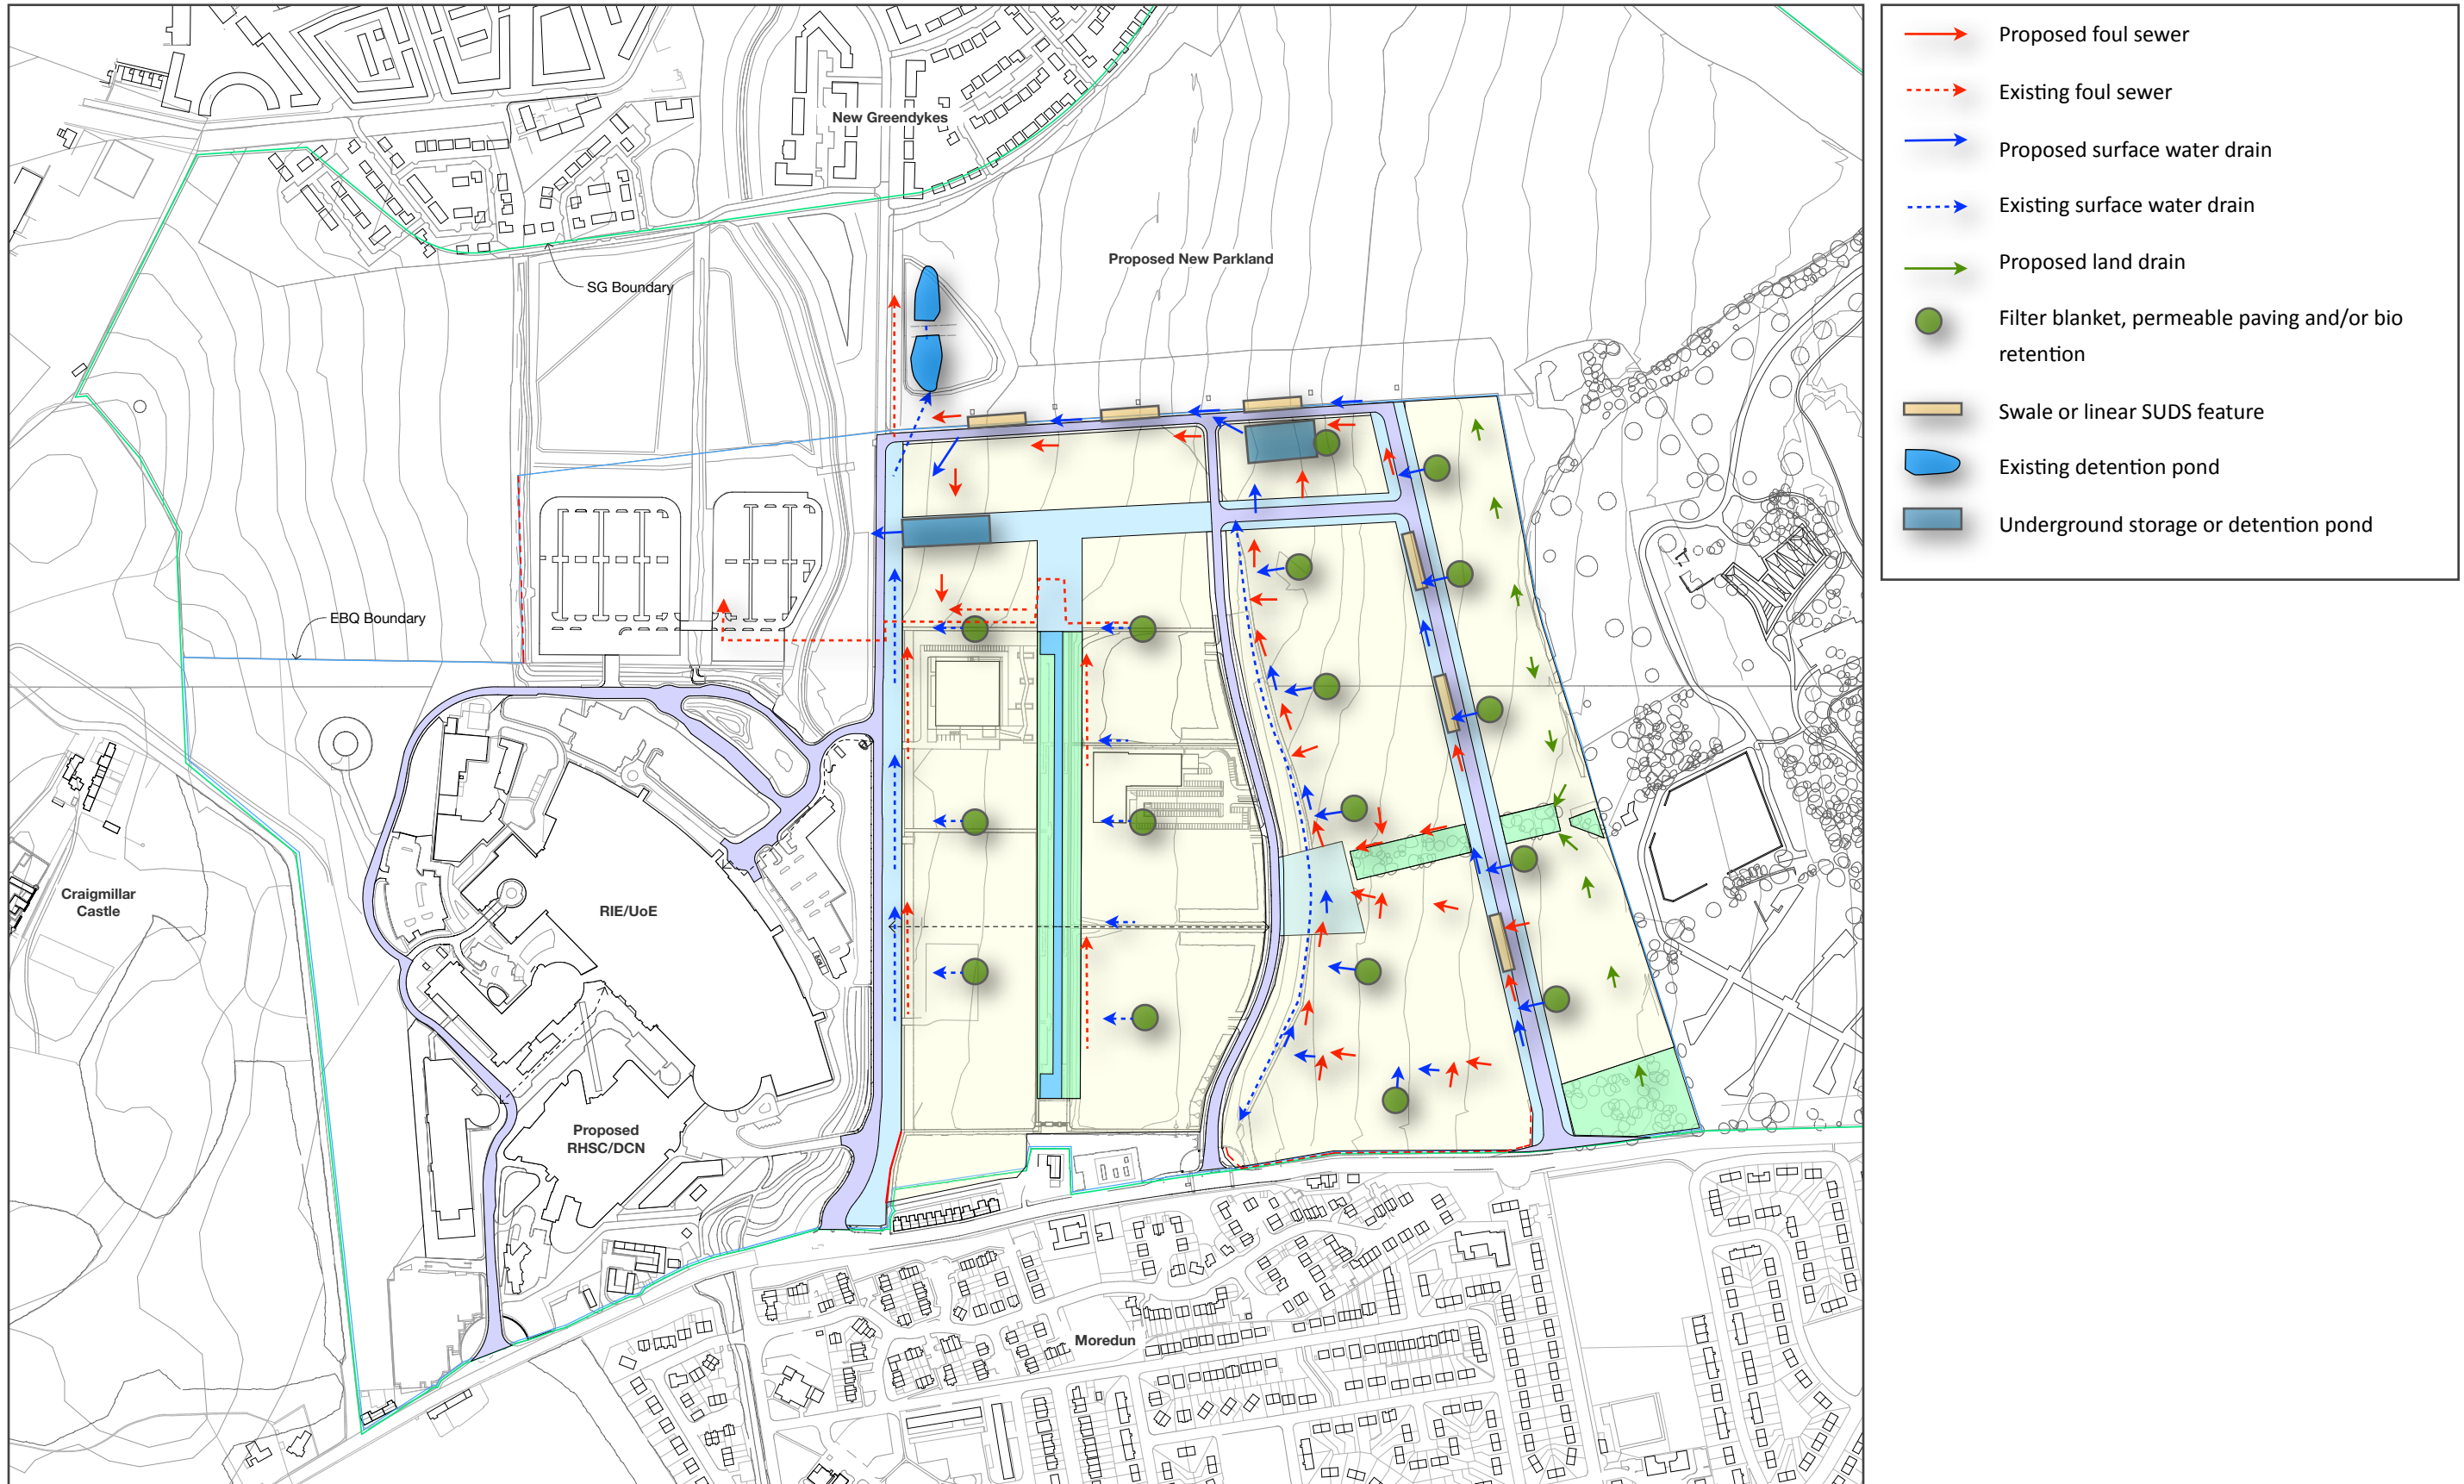 New Greendykes
SG Boundary
Proposed New Parkland
EBQ Boundary
Craigmillar
Castle
RIE/UoE
Proposed
RHSC/DCN
Moredun
Proposed foul sewer
Existing foul sewer
Proposed surface water drain
Existing surface water drain
Proposed land drain
Filter blanket, permeable paving and/or bio
retention
Swale or linear SUDS feature
Existing detention pond
Underground storage or detention pond